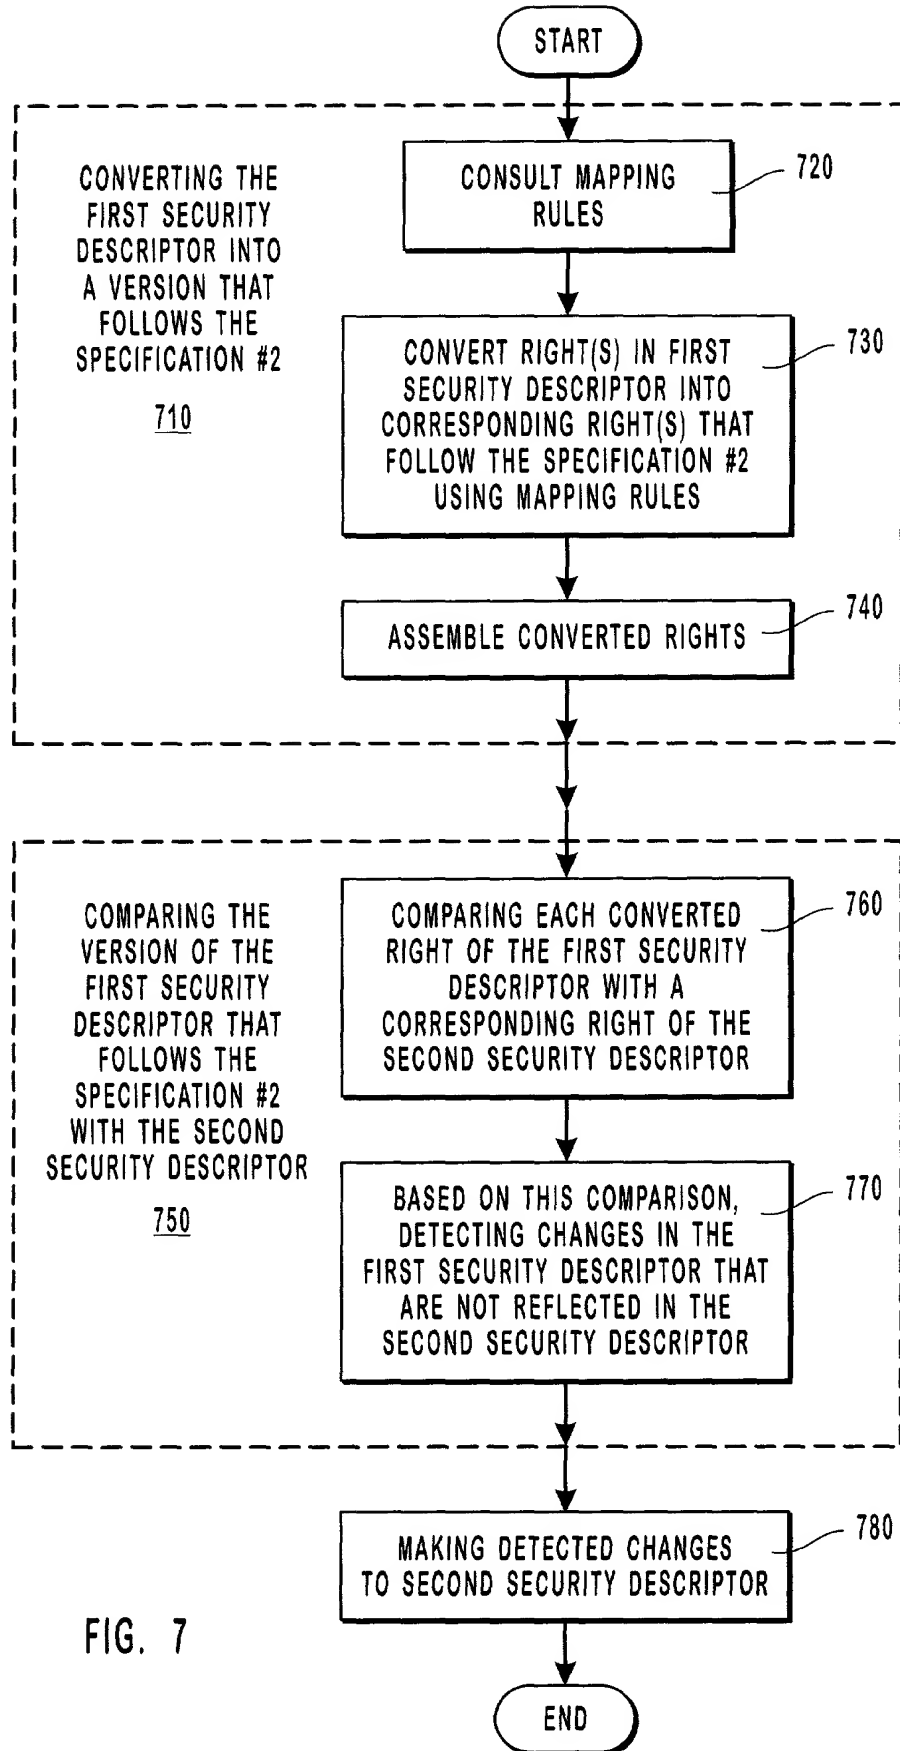 START
CONVERTING THE
FIRST SECURITY
DESCRIPTOR INTO
A VERSION THAT
FOLLOWS THE
SPECIFICATION #2
710
CONSULT MAPPING
RULES
720
CONVERT RIGHT(S) IN FIRST
SECURITY DESCRIPTOR INTO
CORRESPONDING RIGHT(S) THAT
FOLLOW THE SPECIFICATION #2
USING MAPPING RULES
730
ASSEMBLE CONVERTED RIGHTS
740
COMPARING THE
VERSION OF THE
FIRST SECURITY
DESCRIPTOR THAT
FOLLOWS THE
SPECIFICATION #2
WITH THE SECOND
SECURITY DESCRIPTOR
750
COMPARING EACH CONVERTED
RIGHT OF THE FIRST SECURITY
DESCRIPTOR WITH A
CORRESPONDING RIGHT OF THE
SECOND SECURITY DESCRIPTOR
760
BASED ON THIS COMPARISON,
DETECTING CHANGES IN THE
FIRST SECURITY DESCRIPTOR THAT
ARE NOT REFLECTED IN THE
SECOND SECURITY DESCRIPTOR
770
MAKING DETECTED CHANGES
TO SECOND SECURITY DESCRIPTOR
780
FIG. 7
END